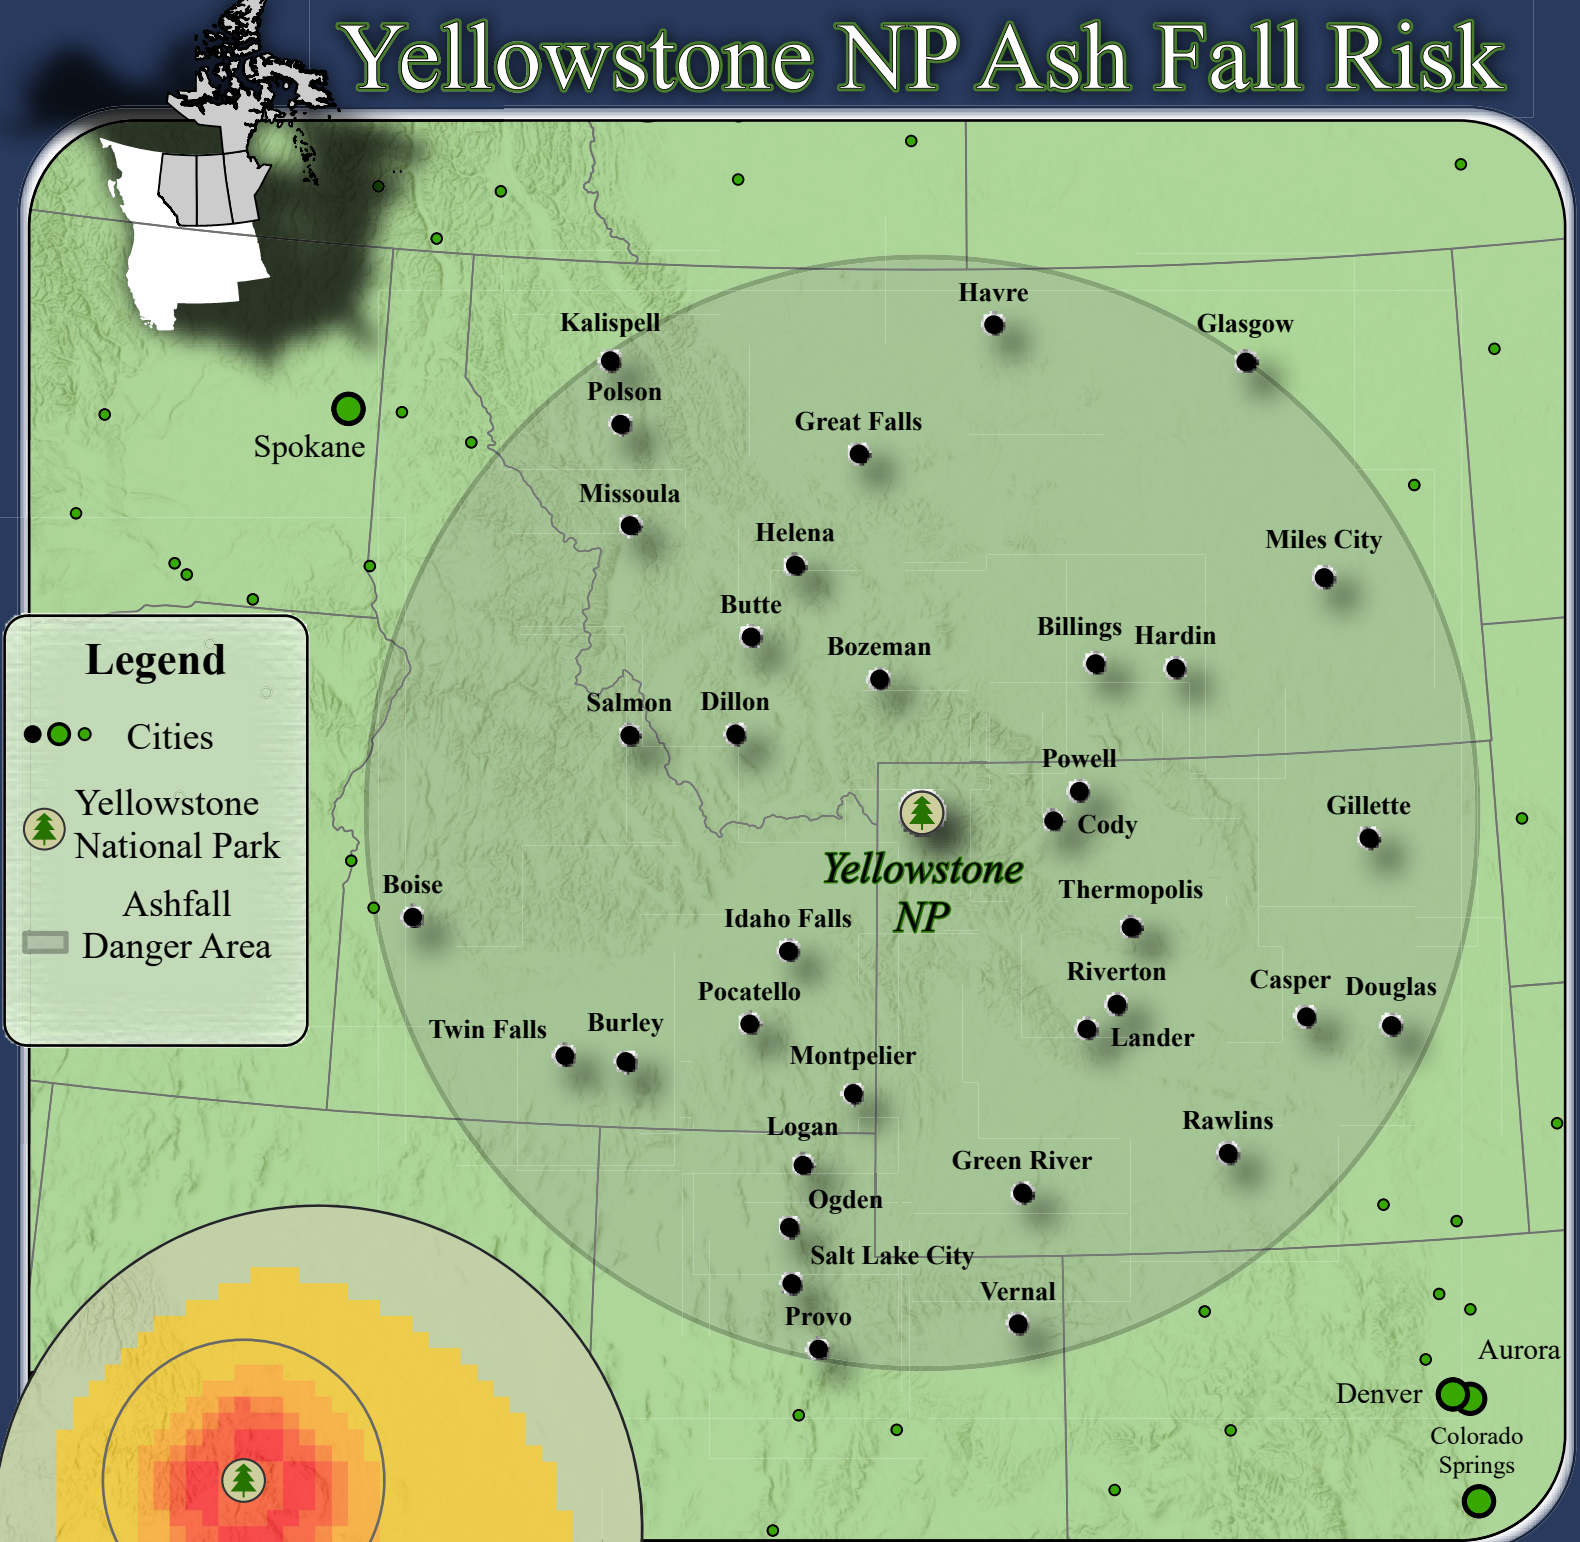 Yellowstone NP Ash Fall Risk
Havre
Kalispell
Glasgow
Polson
Great Falls
Spokane
Missoula
Helena
Miles City
Butte
Billings
Hardin
Bozeman
Salmon
Dillon
Powell
Cody
Gillette
Yellowstone
NP
Boise
Thermopolis
Idaho Falls
Riverton
Casper
Douglas
Pocatello
Twin Falls
Burley
Lander
Montpelier
Logan
Rawlins
Green River
Ogden
Salt Lake City
Vernal
Provo
Aurora
Denver
Colorado
Springs
Legend
Cities
Yellowstone
National Park
Ashfall
Danger Area